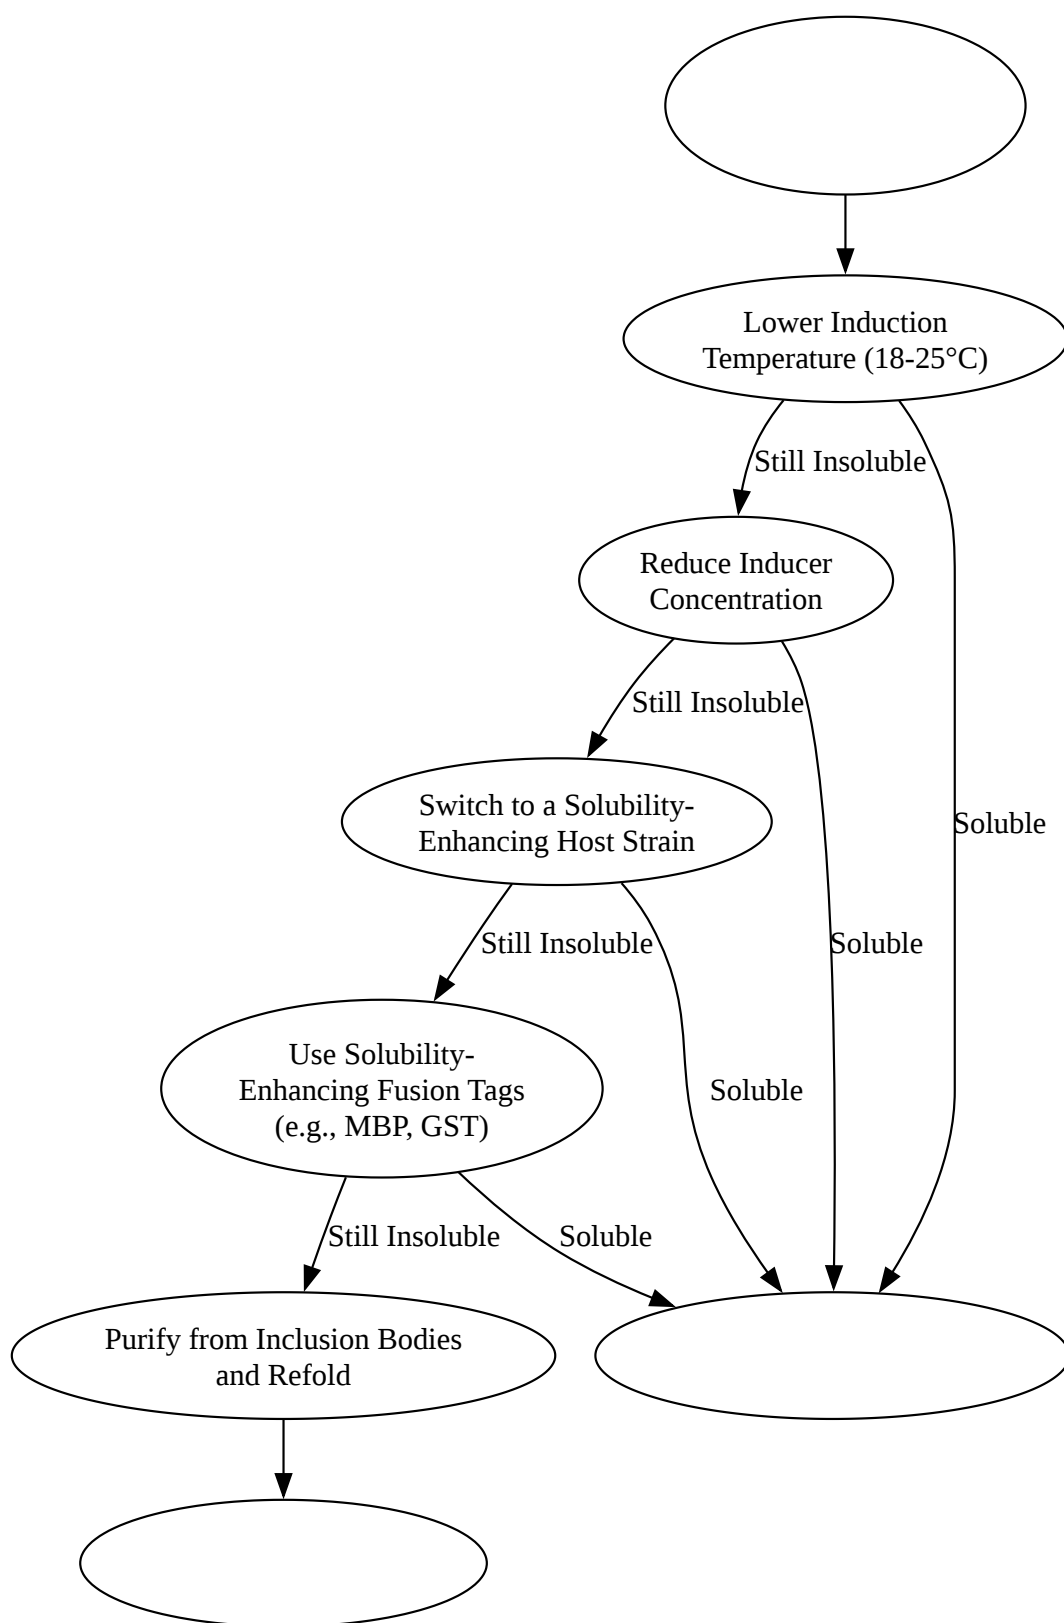 Lower Induction
Temperature (18-25°C)
Still Insoluble
Reduce Inducer
Concentration
Still Insoluble
Switch to a Solubility-
Enhancing Host Strain
Soluble
Still Insoluble
Soluble
Use Solubility-
Enhancing Fusion Tags
(e.g., MBP, GST)
Soluble
Still Insoluble
Soluble
Purify from Inclusion Bodies
and Refold